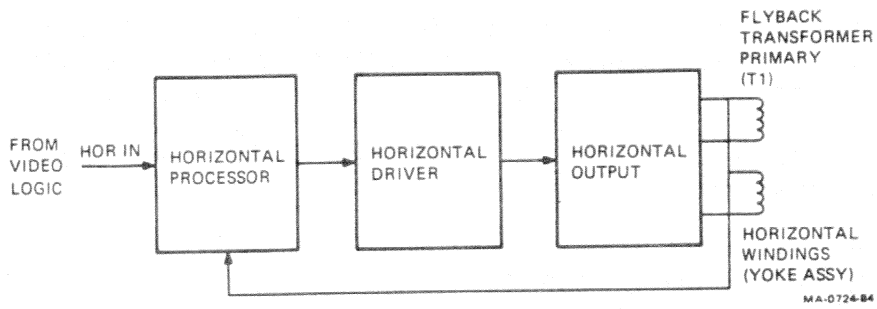 FLYBACK
TRANSFORMER
PRIMARY
(T1)
FROM
VIDEO
LOGIC
HOR IN
HORIZONTAL
PROCESSOR
HORIZONTAL
DRIVER
HORIZONTAL
OUTPUT
HORIZONTAL
WINDINGS
(YOKE ASSY)
MA-0724-84